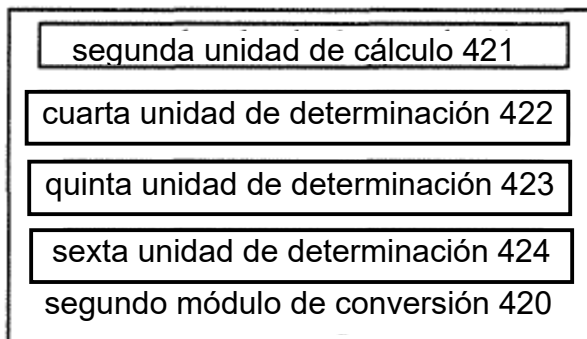 segunda unidad de cálculo 421
cuarta unidad de determinación 422
quinta unidad de determinación 423
sexta unidad de determinación 424
segundo módulo de conversión 420